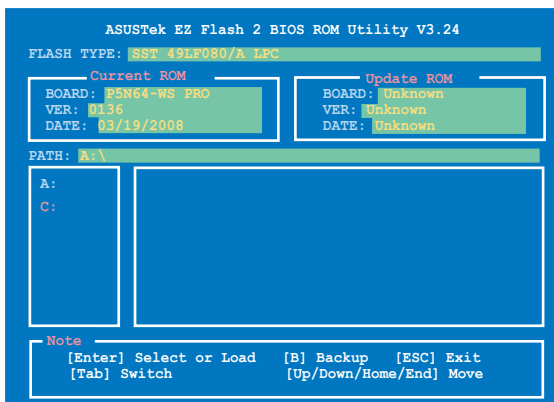 ASUSTek EZ Flash 2 BIOS ROM Utility V3.24
FLASH TYPE: SST 49LF080/A LPC
Current ROM
BOARD: P5N64-WS PRO
VER: 0136
DATE: 03/19/2008
Update ROM
BOARD: Unknown
VER: Unknown
DATE: Unknown
PATH: A:\
A:
C:
Note
[Enter] Select or Load [B] Backup [ESC] Exit
[Tab] Switch [Up/Down/Home/End] Move